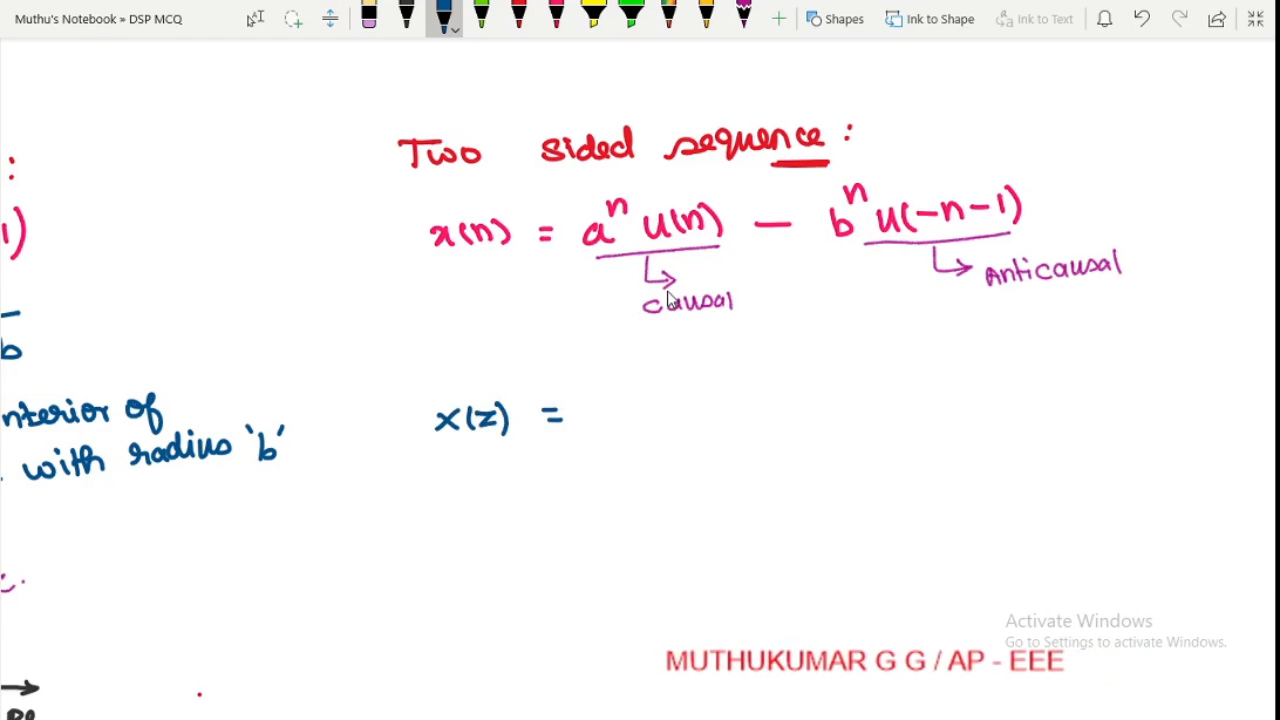 Muthu's Notebook » DSP MCQ
Shapes
Ink to Shape
Ink to Text
Two sided sequence :
:
1)
x(n) = a^n u(n) - b^n u(-n-1)
Anticausal
causal
b
nterior of
with radius 'b'
X(z) =
c.
Activate Windows
Go to Settings to activate Windows.
MUTHUKUMAR G G / AP - EEE